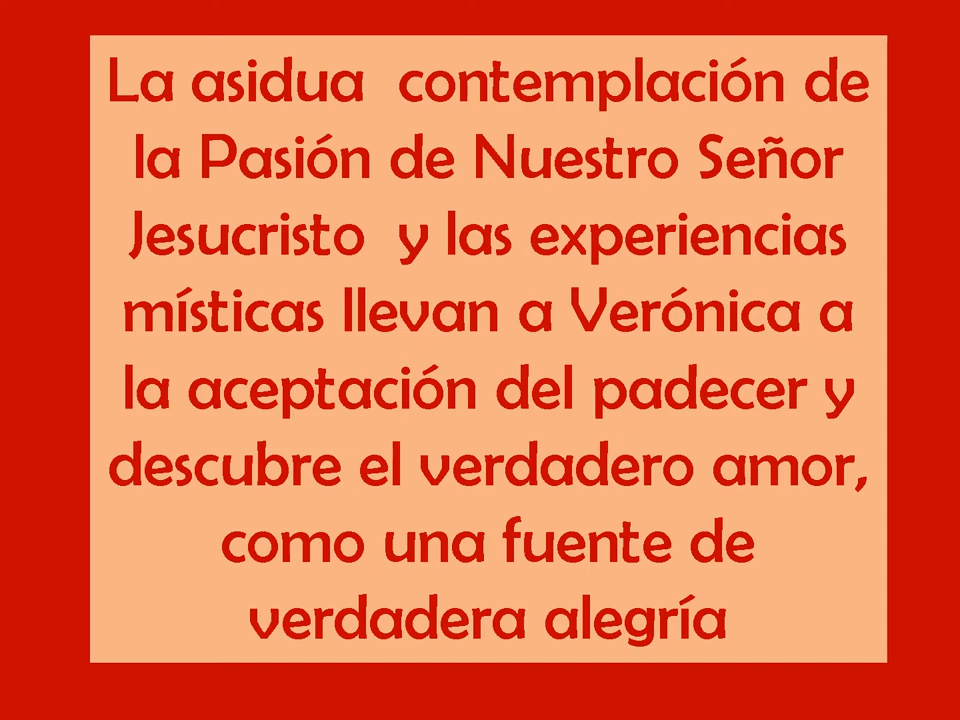 La asidua  contemplación de
la Pasión de Nuestro Señor
Jesucristo  y las experiencias
místicas llevan a Verónica a
la aceptación del padecer y
descubre el verdadero amor,
como una fuente de
verdadera alegría